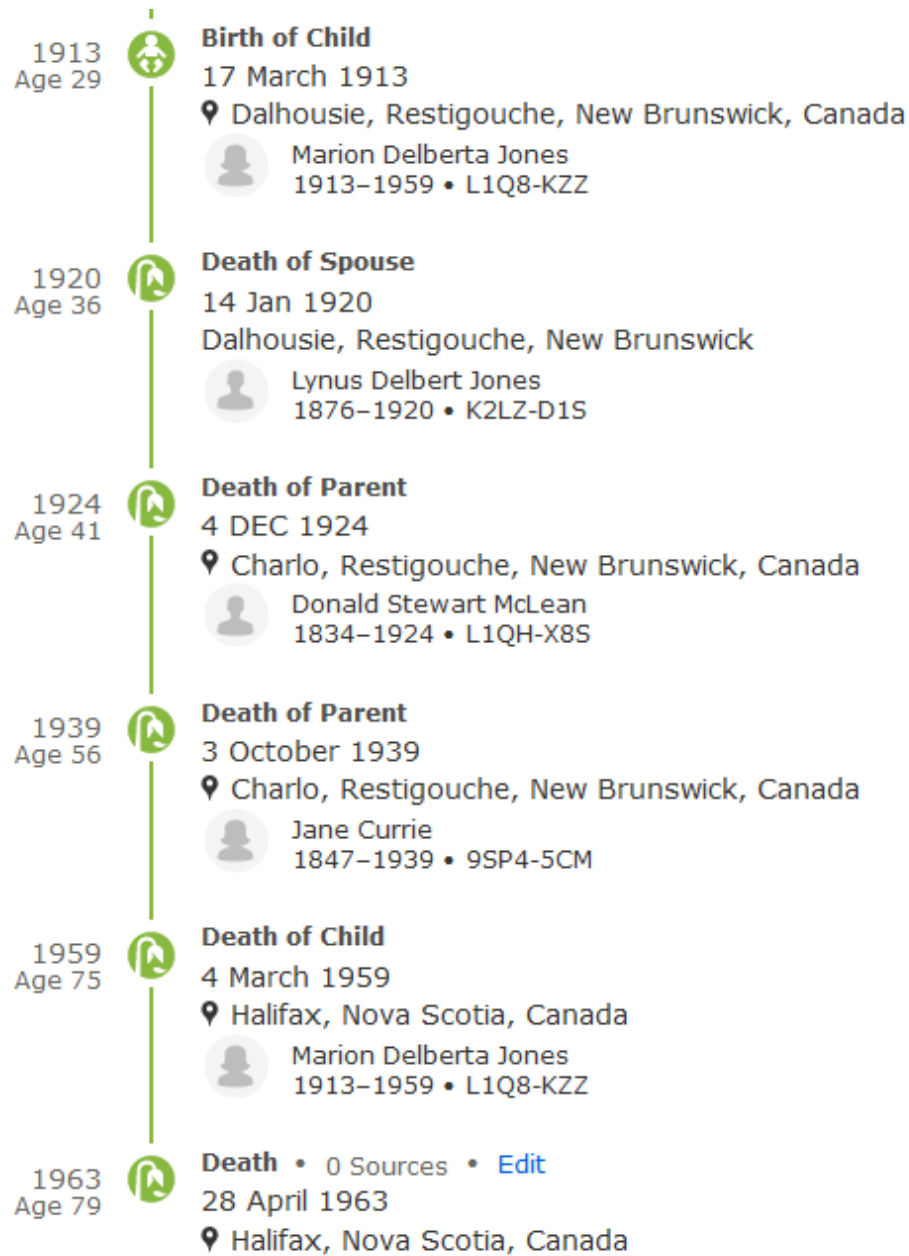 1913
Age 29
Birth of Child
17 March 1913
Dalhousie, Restigouche, New Brunswick, Canada
Marion Delberta Jones
1913–1959 • L1Q8-KZZ
1920
Age 36
Death of Spouse
14 Jan 1920
Dalhousie, Restigouche, New Brunswick
Lynus Delbert Jones
1876–1920 • K2LZ-D1S
1924
Age 41
Death of Parent
4 DEC 1924
Charlo, Restigouche, New Brunswick, Canada
Donald Stewart McLean
1834–1924 • L1QH-X8S
1939
Age 56
Death of Parent
3 October 1939
Charlo, Restigouche, New Brunswick, Canada
Jane Currie
1847–1939 • 9SP4-5CM
1959
Age 75
Death of Child
4 March 1959
Halifax, Nova Scotia, Canada
Marion Delberta Jones
1913–1959 • L1Q8-KZZ
1963
Age 79
Death • 0 Sources • Edit
28 April 1963
Halifax, Nova Scotia, Canada